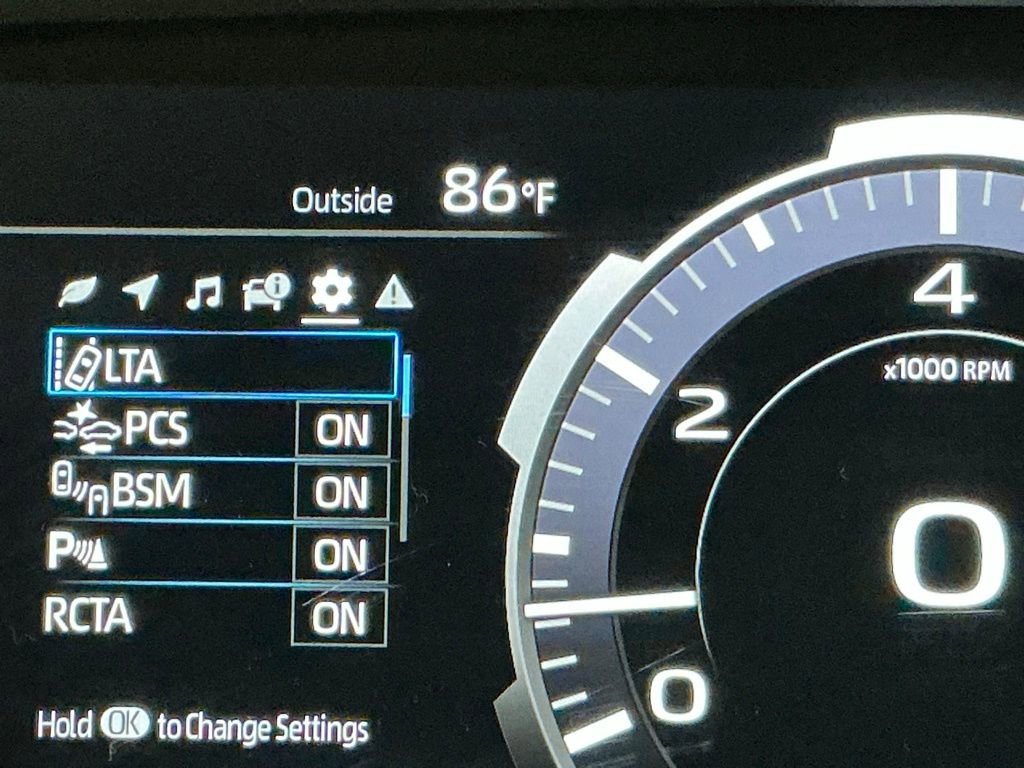 Outside 86°F
LTA
PCS ON
BSM ON
P ON
RCTA ON
Hold OK to Change Settings
4
x1000 RPM
2
0
0